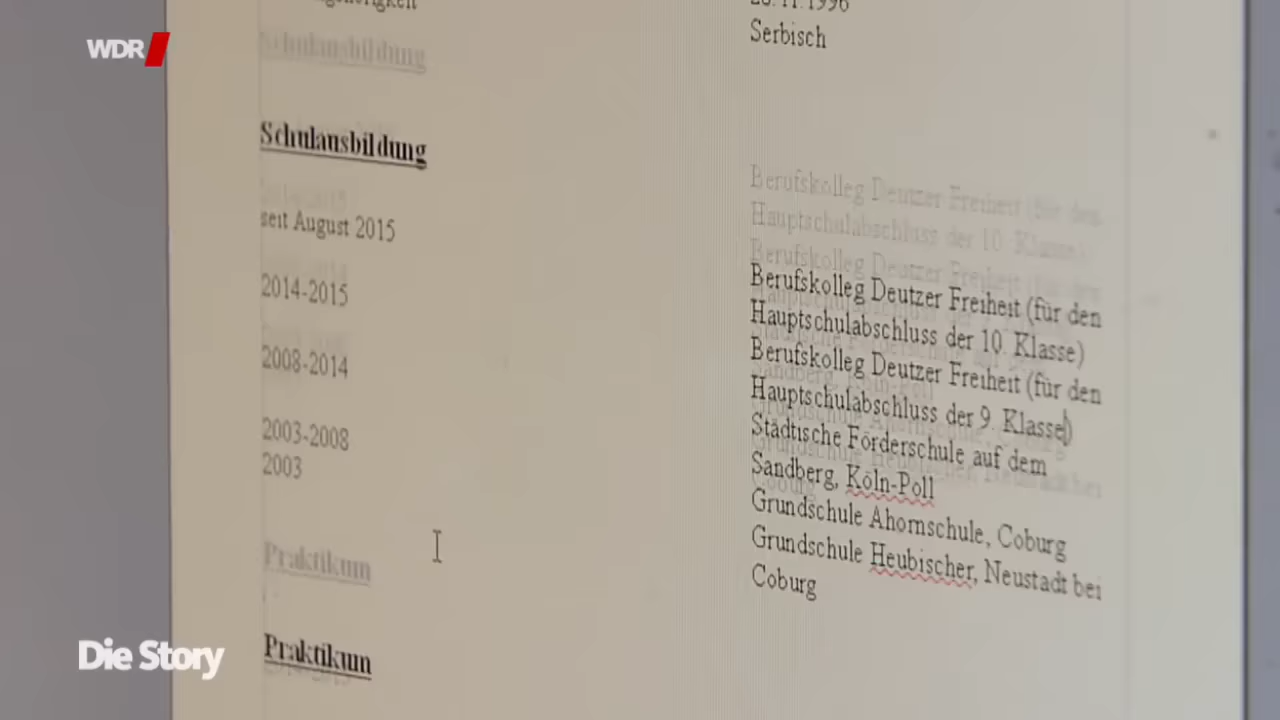 WDR
Serbisch
Schulausbildung
seit August 2015
2014-2015
2008-2014
2003-2008
2003
Berufskolleg Deutzer Freiheit (für den
Hauptschulabschluss der 10. Klasse)
Berufskolleg Deutzer Freiheit (für den
Hauptschulabschluss der 9. Klasse)
Städtische Förderschule auf dem
Sandberg, Köln-Poll
Grundschule Ahornschule, Coburg
Grundschule Heubischer, Neustadt bei
Coburg
Praktikum
Praktikum
Die Story